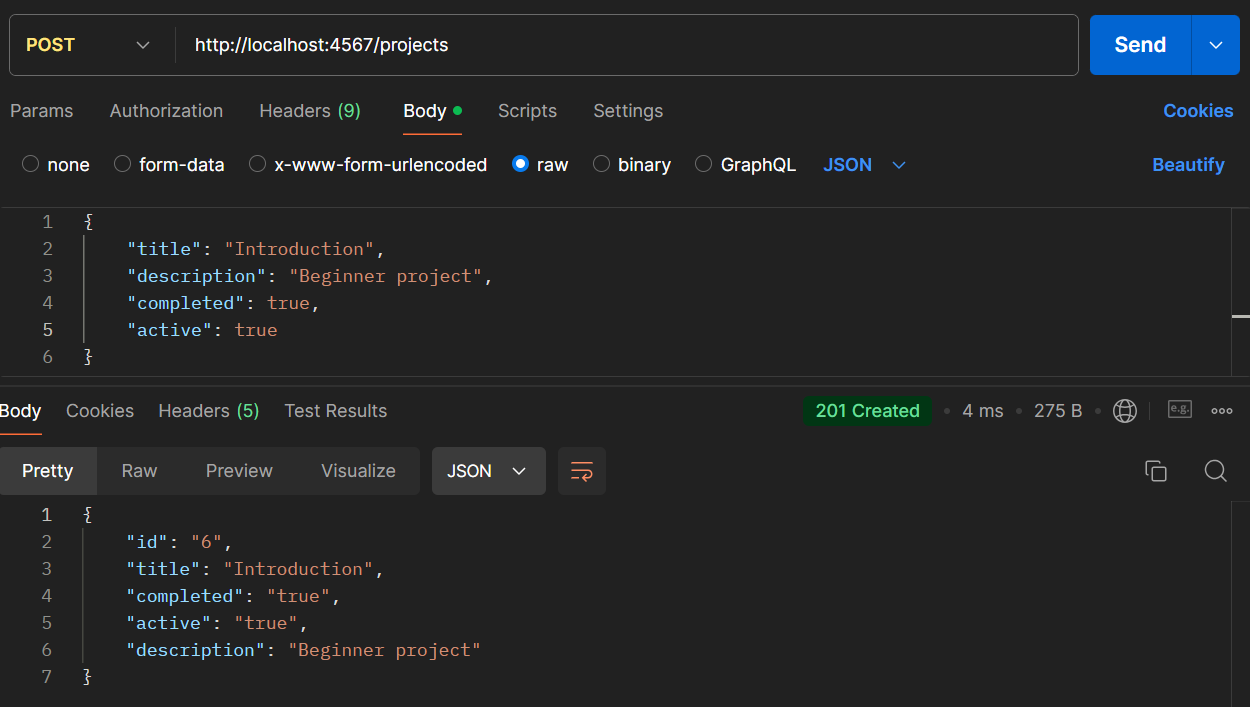 POST http://localhost:4567/projects Send
Params Authorization Headers (9) Body Scripts Settings Cookies
none form-data x-www-form-urlencoded raw binary GraphQL JSON Beautify
1 {
2 "title": "Introduction",
3 "description": "Beginner project",
4 "completed": true,
5 "active": true
6 }
Body Cookies Headers (5) Test Results 201 Created • 4 ms • 275 B • e.g.
Pretty Raw Preview Visualize JSON
1 {
2 "id": "6",
3 "title": "Introduction",
4 "completed": "true",
5 "active": "true",
6 "description": "Beginner project"
7 }